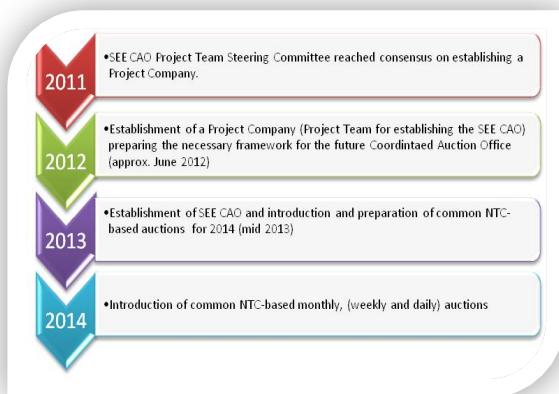 2011
•SEE CAO Project Team Steering Committee reached consensus on establishing a
Project Company.
2012
•Establishment of a Project Company (Project Team for establishing the SEE CAO)
preparing the necessary framework for the future Coordintaed Auction Office
(approx. June 2012)
2013
•Establishment of SEE CAO and introduction and preparation of common NTC-
based auctions for 2014 (mid 2013)
2014
•Introduction of common NTC-based monthly, (weekly and daily) auctions